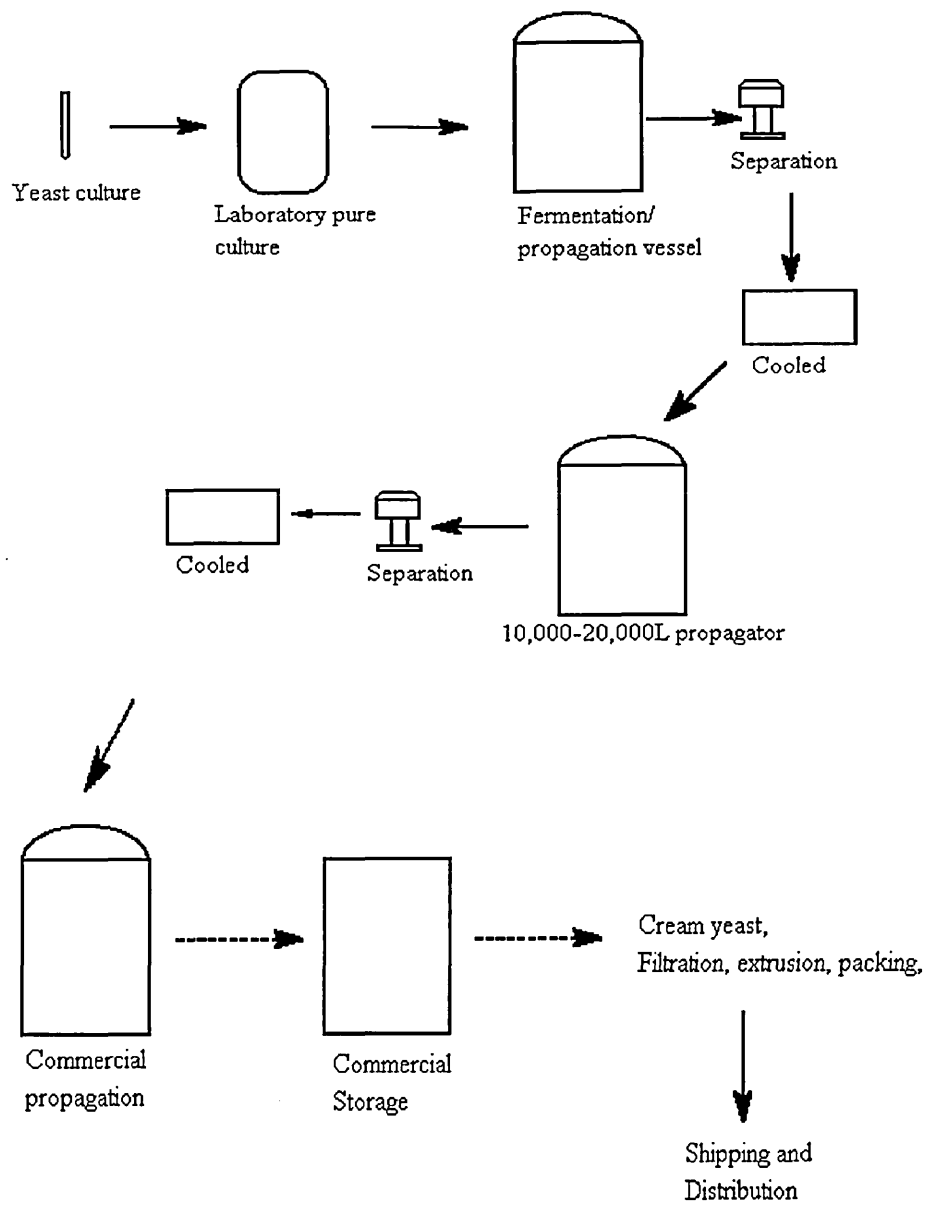 Yeast culture
Laboratory pure
culture
Fermentation/
propagation vessel
Separation
Cooled
10,000-20,000L propagator
Separation
Cooled
Commercial
propagation
Commercial
Storage
Cream yeast,
Filtration, extrusion, packing,
Shipping and
Distribution